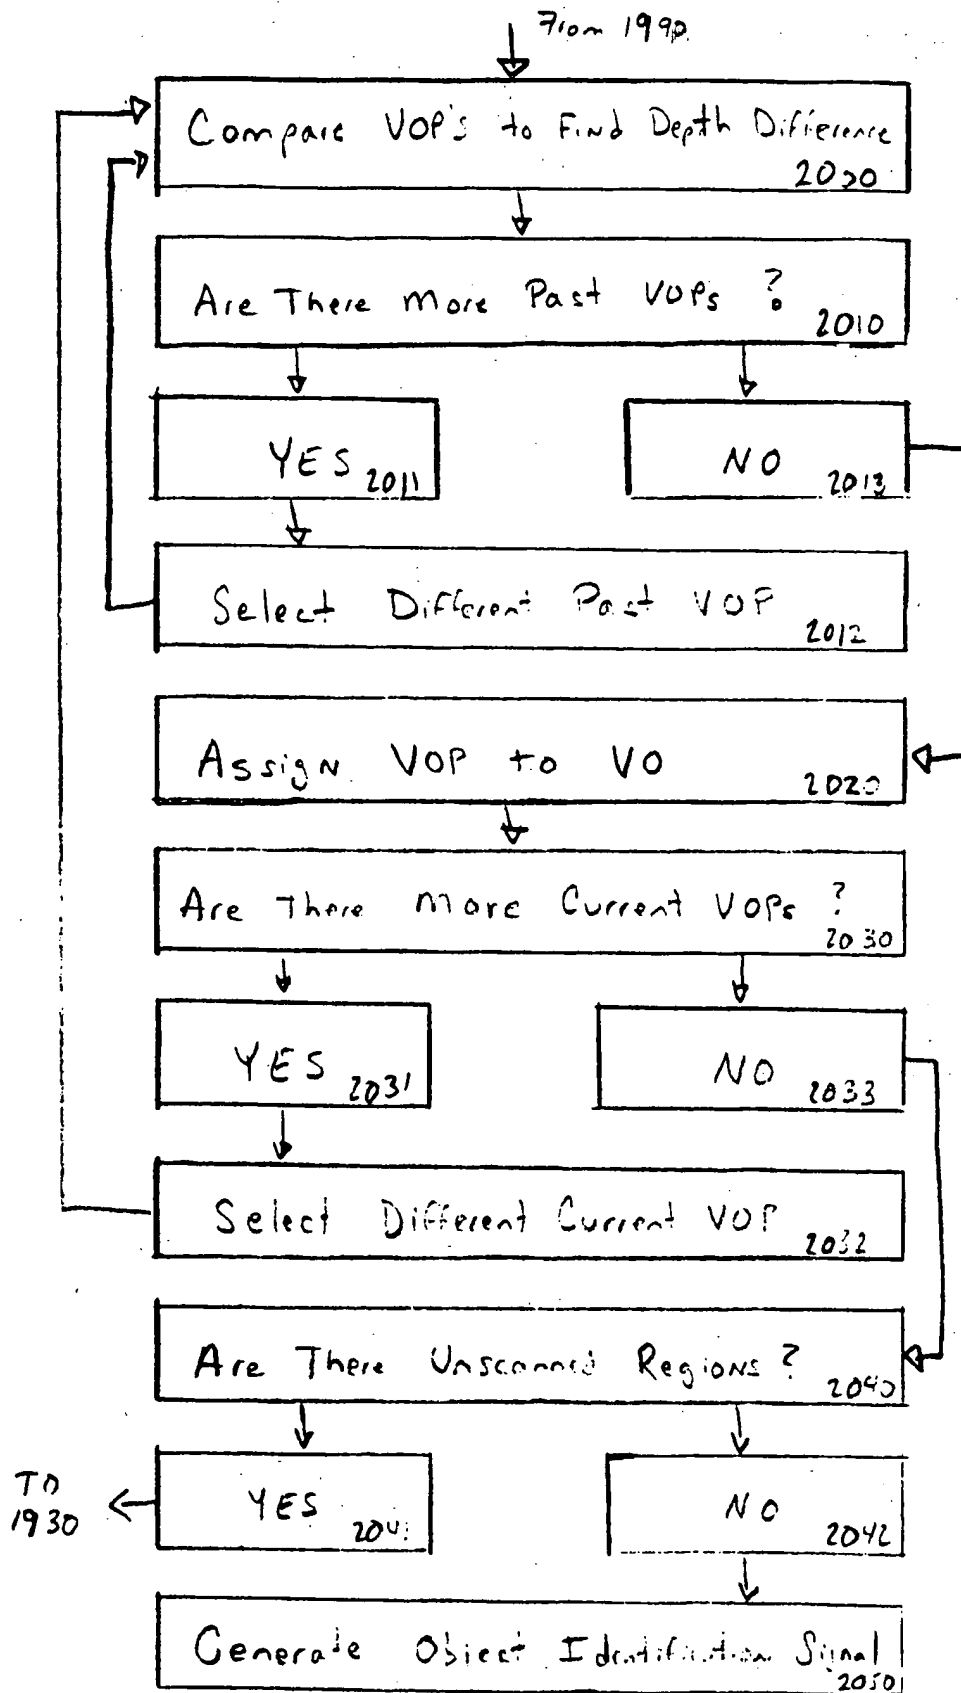 From 1990
Compare VOP's to Find Depth Difference
2000
Are There More Past VOPs ?
2010
YES 2011
NO 2013
Select Different Past VOP
2012
Assign VOP to VO
2020
Are There More Current VOPs ?
2030
YES 2031
NO 2033
Select Different Current VOP
2032
Are There Unscanned Regions ?
2040
TO
1930
YES 2041
NO 2042
Generate Object Identification Signal
2050